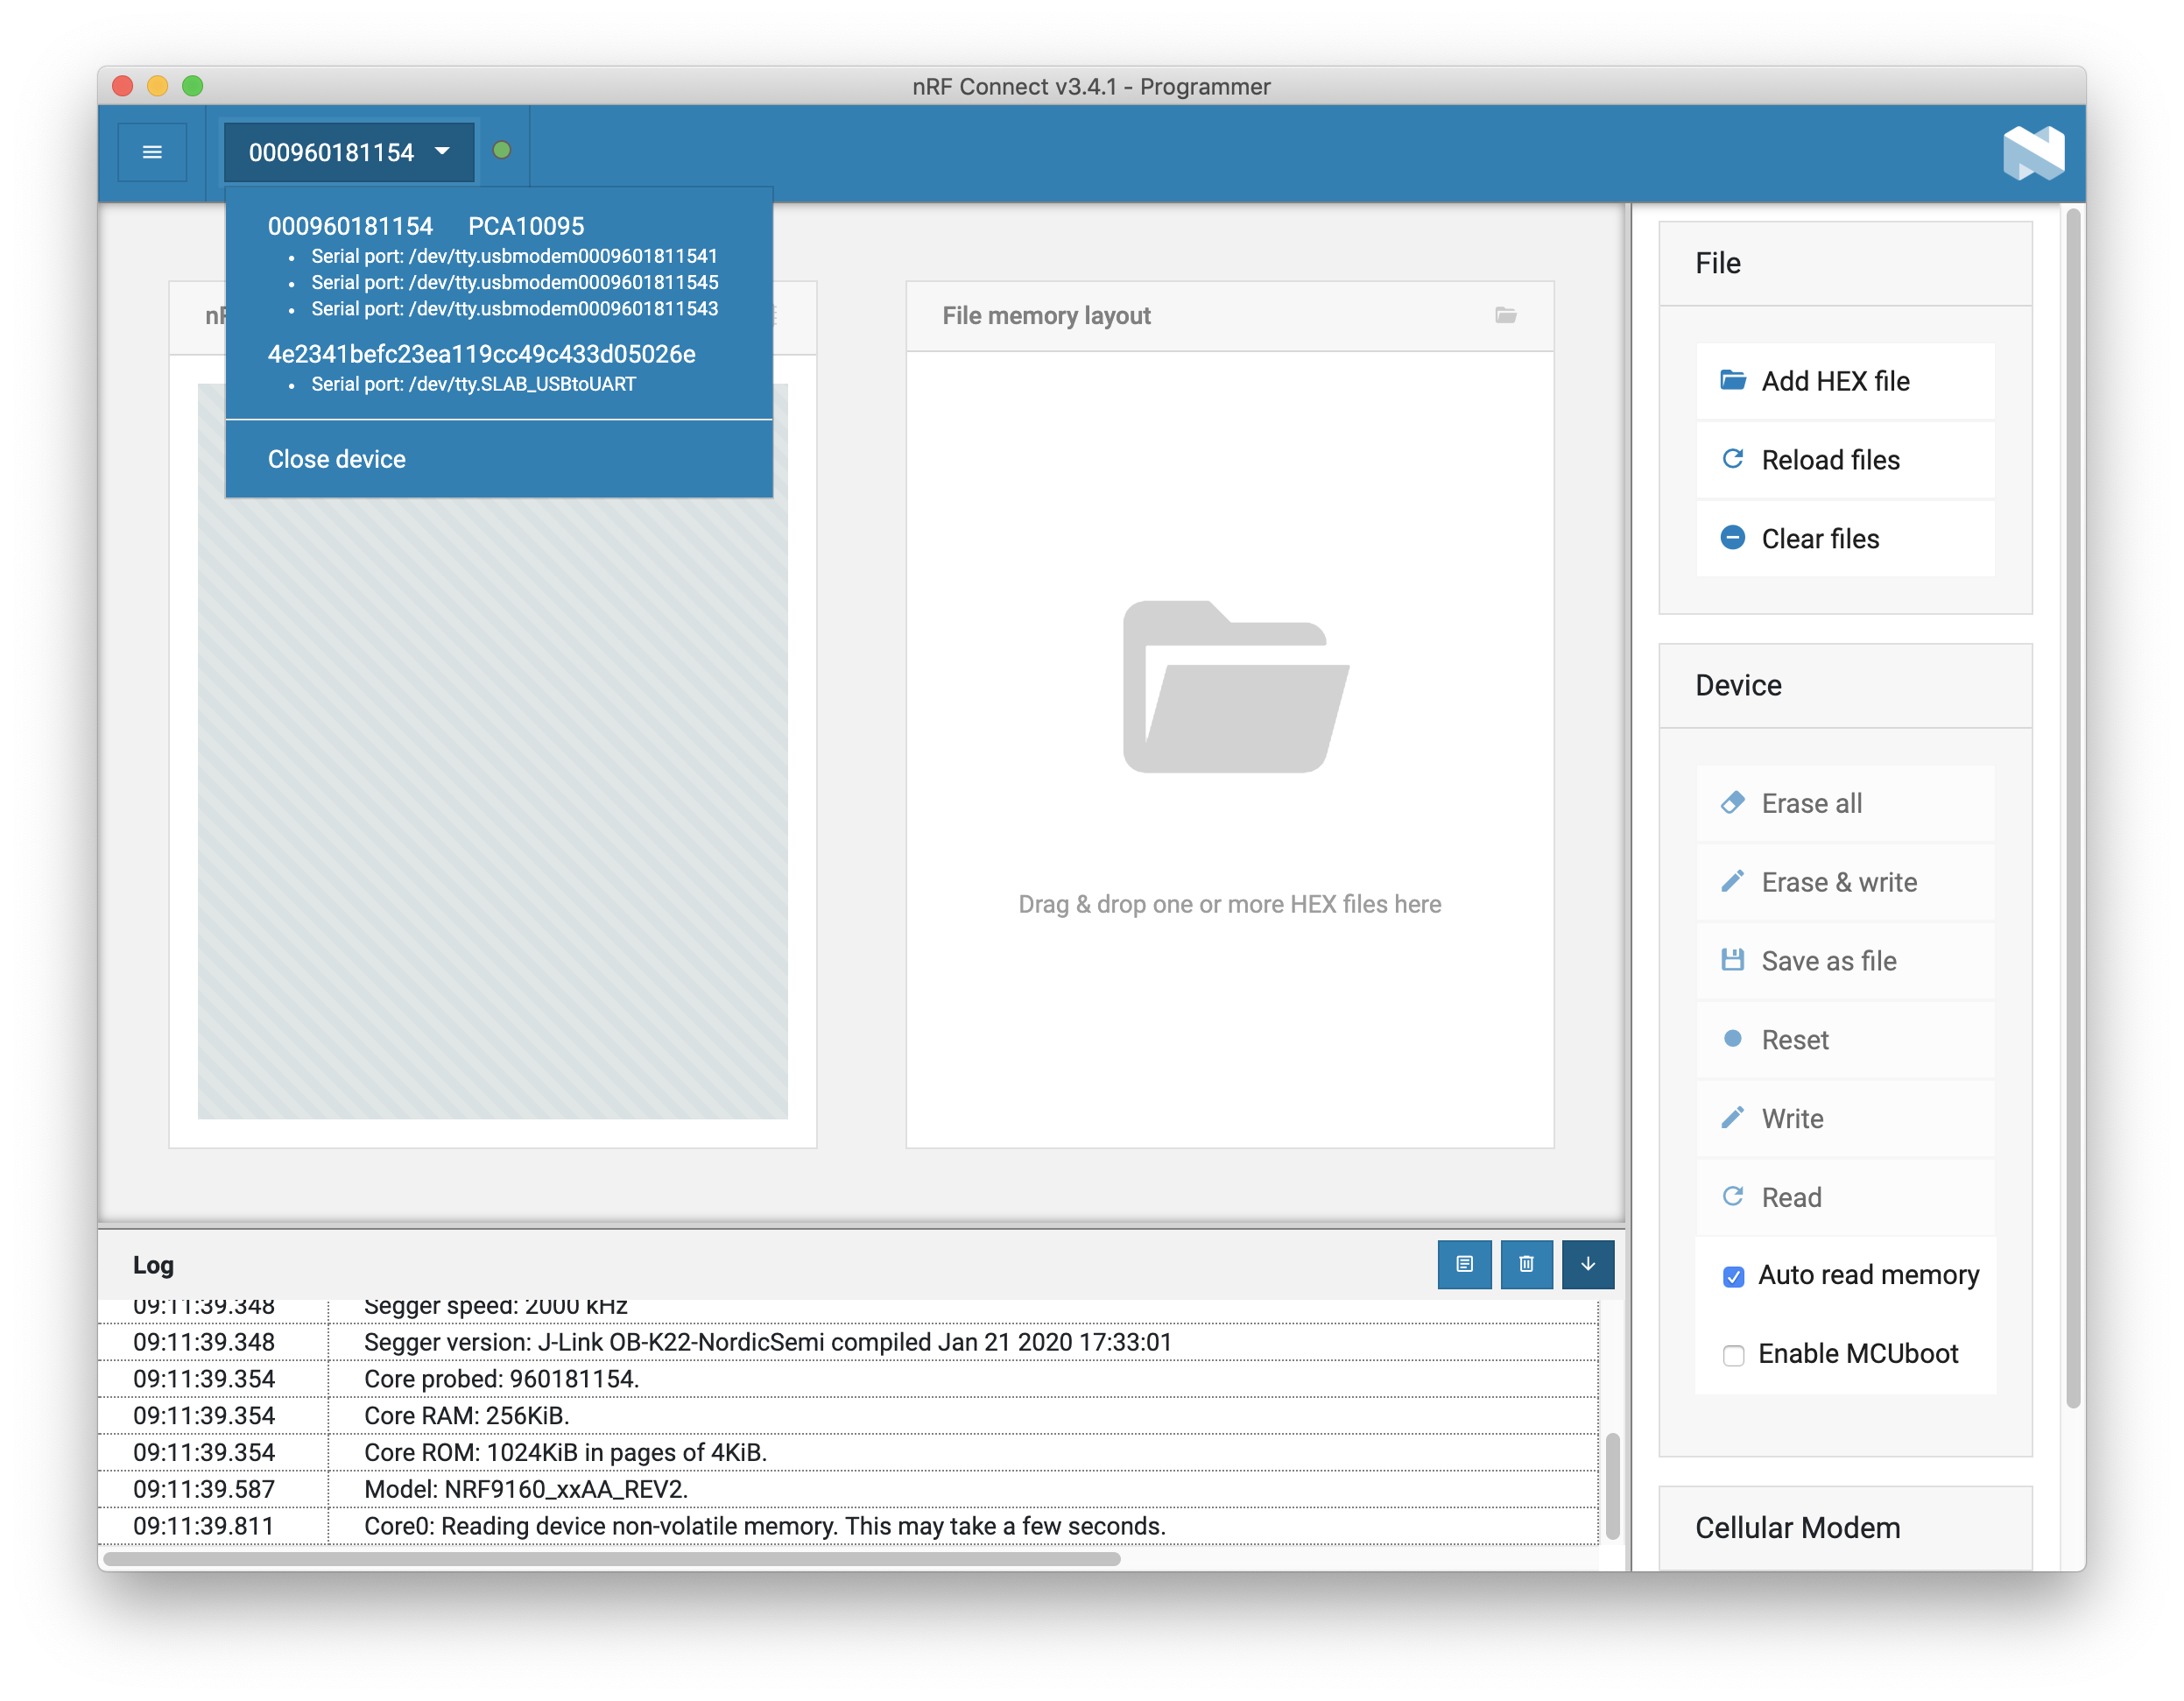 nRF Connect v3.4.1 - Programmer
000960181154
000960181154 PCA10095
Serial port: /dev/tty.usbmodem0009601811541
Serial port: /dev/tty.usbmodem0009601811545
Serial port: /dev/tty.usbmodem0009601811543
4e2341befc23ea119cc49c433d05026e
Serial port: /dev/tty.SLAB_USBtoUART
Close device
File memory layout
Drag & drop one or more HEX files here
File
Add HEX file
Reload files
Clear files
Device
Erase all
Erase & write
Save as file
Reset
Write
Read
Auto read memory
Enable MCUboot
Cellular Modem
Log
09:11:39.348 Segger speed: 2000 kHz
09:11:39.348 Segger version: J-Link OB-K22-NordicSemi compiled Jan 21 2020 17:33:01
09:11:39.354 Core probed: 960181154.
09:11:39.354 Core RAM: 256KiB.
09:11:39.354 Core ROM: 1024KiB in pages of 4KiB.
09:11:39.587 Model: NRF9160_xxAA_REV2.
09:11:39.811 Core0: Reading device non-volatile memory. This may take a few seconds.